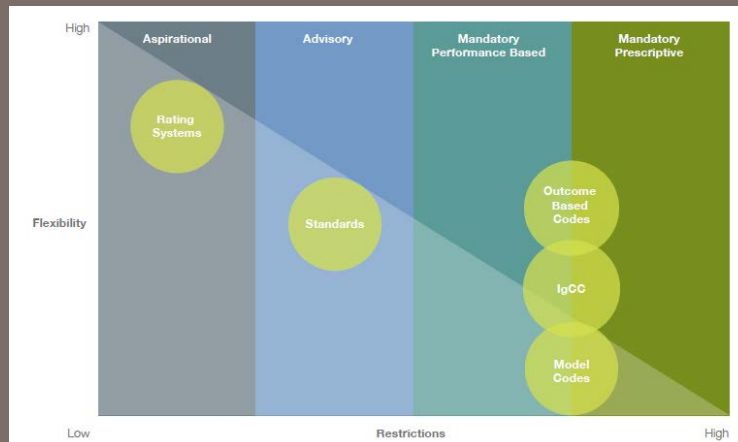 High
Aspirational
Advisory
Mandatory
Performance Based
Mandatory
Prescriptive
Rating
Systems
Outcome
Based
Codes
Flexibility
Standards
IgCC
Model
Codes
Low
Restrictions
High